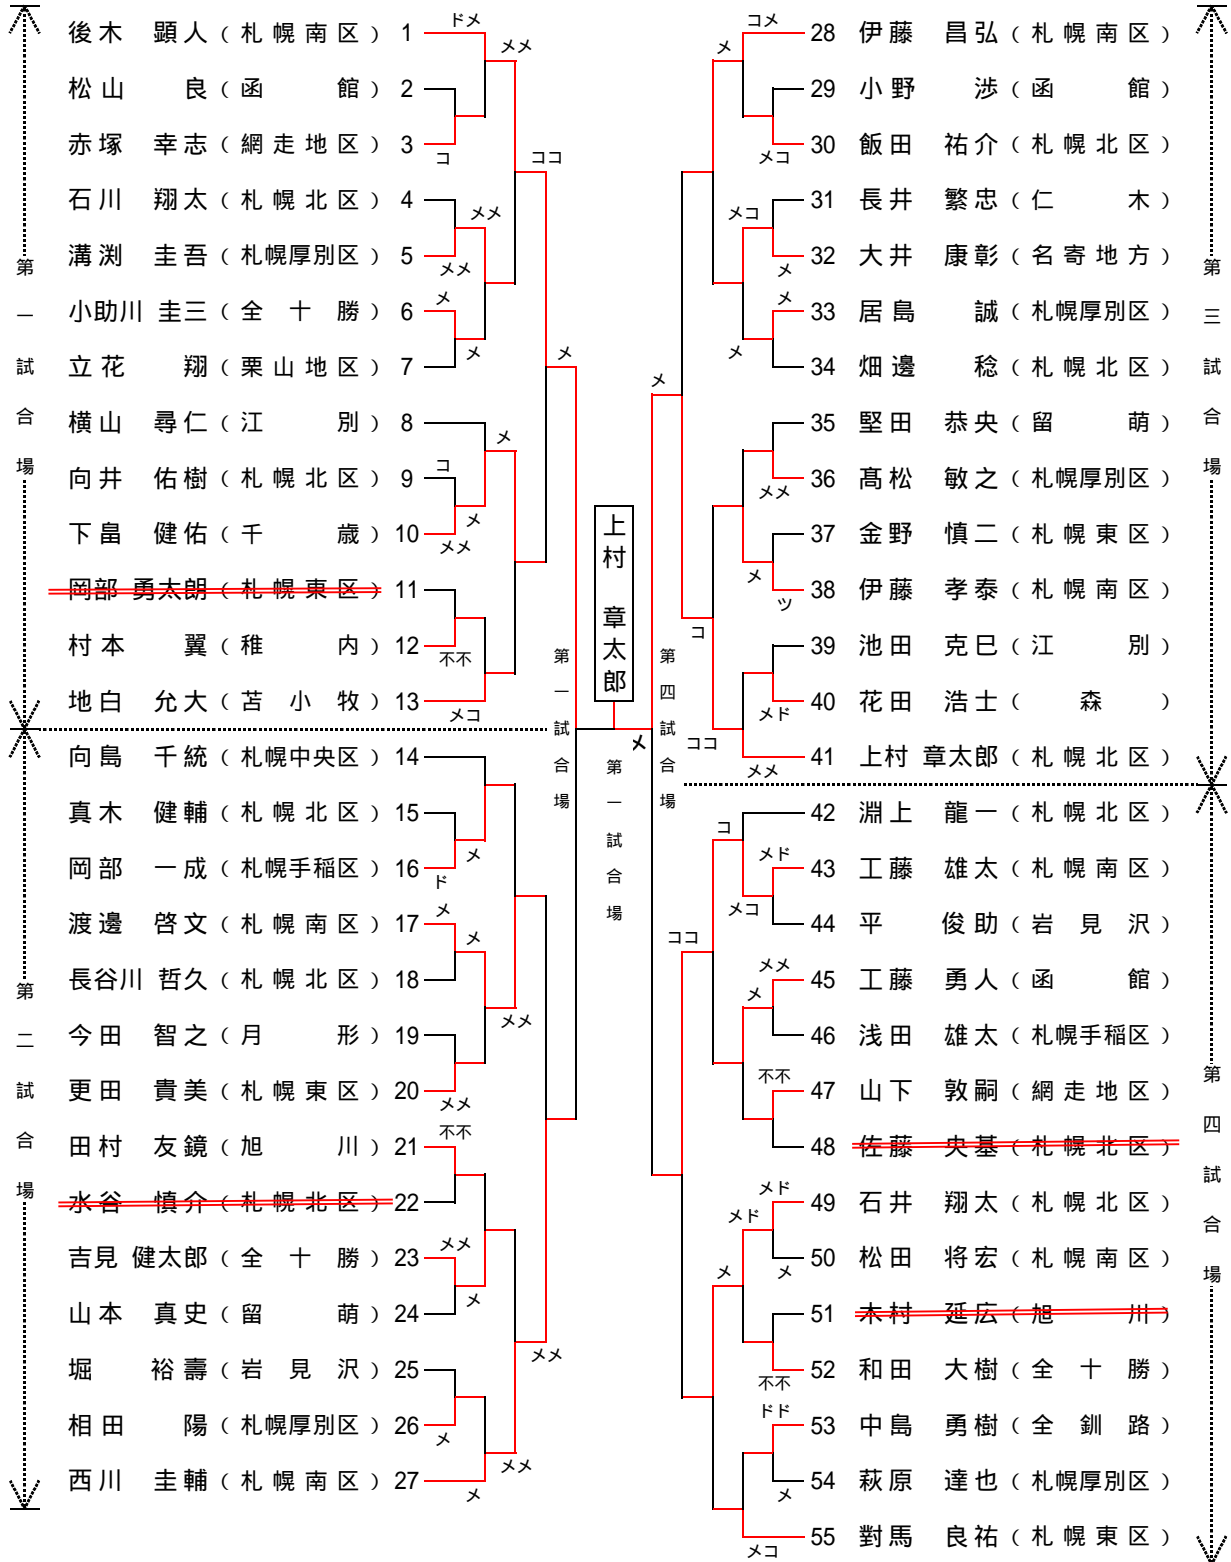 後木 顕人 ( 札幌南区 ) 1
松山 良 ( 函館 ) 2
赤塚 幸志 ( 網走地区 ) 3
石川 翔太 ( 札幌北区 ) 4
溝渕 圭吾 ( 札幌厚別区 ) 5
小助川 圭三 ( 全十勝 ) 6
立花 翔 ( 栗山地区 ) 7
横山 尋仁 ( 江別 ) 8
向井 佑樹 ( 札幌北区 ) 9
下畠 健佑 ( 千歳 ) 10
岡部 勇太朗 ( 札幌東区 ) 11
村本 翼 ( 稚内 ) 12
地白 允大 ( 苫小牧 ) 13
第一試合場
向島 千統 ( 札幌中央区 ) 14
真木 健輔 ( 札幌北区 ) 15
岡部 一成 ( 札幌手稲区 ) 16
渡邊 啓文 ( 札幌南区 ) 17
長谷川 哲久 ( 札幌北区 ) 18
今田 智之 ( 月形 ) 19
更田 貴美 ( 札幌東区 ) 20
田村 友鏡 ( 旭川 ) 21
水谷 慎介 ( 札幌北区 ) 22
吉見 健太郎 ( 全十勝 ) 23
山本 真史 ( 留萌 ) 24
堀 裕壽 ( 岩見沢 ) 25
相田 陽 ( 札幌厚別区 ) 26
西川 圭輔 ( 札幌南区 ) 27
第二試合場
ドメ
コ
メメ
メメ
メメ
メ
メ
ココ
コ
メメ
メ
メ
不不
メコ
メ
ド
メ
メ
メ
メメ
メメ
不不
メメ
メ
メ
メ
メメ
メメ
第一試合場
上村 章太郎
メ
第一試合場
第四試合場
28 伊藤 昌弘 ( 札幌南区 )
29 小野 渉 ( 函館 )
30 飯田 祐介 ( 札幌北区 )
31 長井 繁忠 ( 仁木 )
32 大井 康彰 ( 名寄地方 )
33 居島 誠 ( 札幌厚別区 )
34 畑邊 稔 ( 札幌北区 )
35 堅田 恭央 ( 留萌 )
36 髙松 敏之 ( 札幌厚別区 )
37 金野 慎二 ( 札幌東区 )
38 伊藤 孝泰 ( 札幌南区 )
39 池田 克巳 ( 江別 )
40 花田 浩士 ( 森 )
41 上村 章太郎 ( 札幌北区 )
第三試合場
42 淵上 龍一 ( 札幌北区 )
43 工藤 雄太 ( 札幌南区 )
44 平 俊助 ( 岩見沢 )
45 工藤 勇人 ( 函館 )
46 浅田 雄太 ( 札幌手稲区 )
47 山下 敦嗣 ( 網走地区 )
48 佐藤 央基 ( 札幌北区 )
49 石井 翔太 ( 札幌北区 )
50 松田 将宏 ( 札幌南区 )
51 木村 延広 ( 旭川 )
52 和田 大樹 ( 全十勝 )
53 中島 勇樹 ( 全釧路 )
54 萩原 達也 ( 札幌厚別区 )
55 對馬 良祐 ( 札幌東区 )
第四試合場
コメ
メ
メコ
メコ
メ
メ
メ
メ
メメ
メ
ツ
コ
メド
ココ
メメ
コ
メド
メコ
ココ
メメ
メ
不不
メド
メド
メ
メ
不不
ドド
メ
メコ